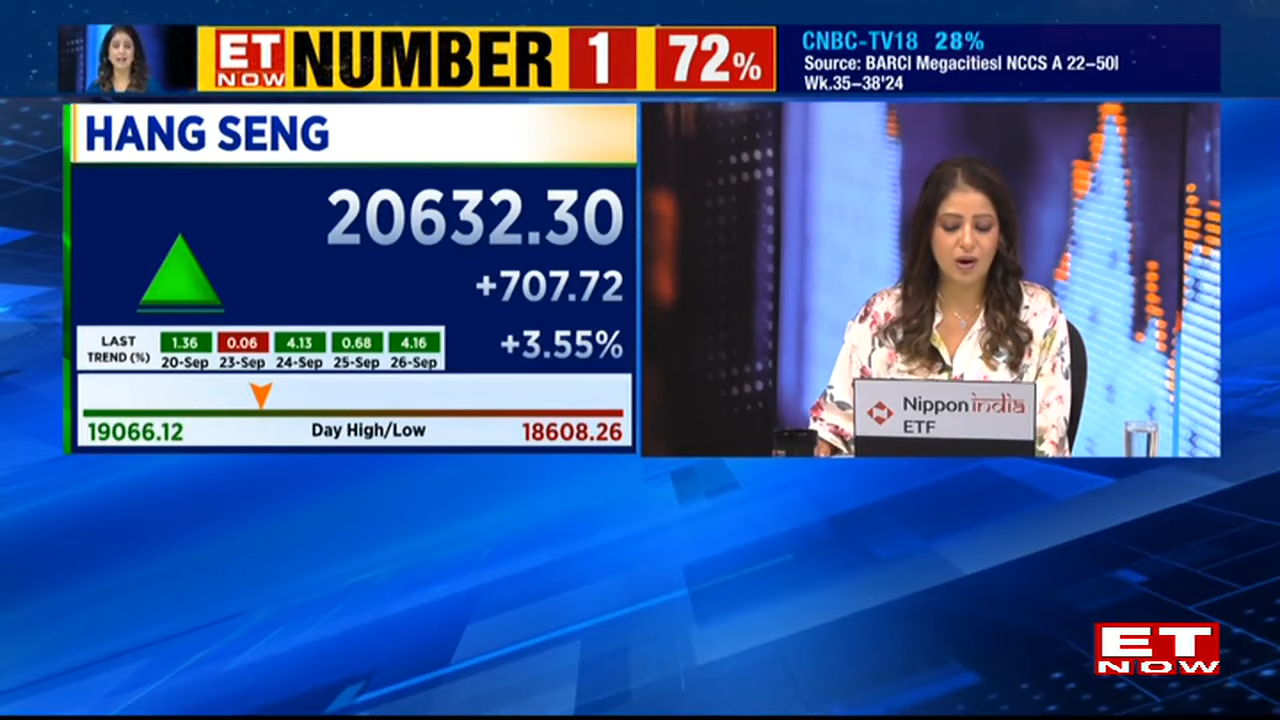 ET NOW NUMBER 1 72%
CNBC-TV18 28%
Source: BARCI Megacitiesl NCCS A 22-50l
Wk.35-38'24
HANG SENG
20632.30
+707.72
+3.55%
LAST TREND (%)
1.36 0.06 4.13 0.68 4.16
20-Sep 23-Sep 24-Sep 25-Sep 26-Sep
19066.12 Day High/Low 18608.26
Nippon india
ETF
ET
NOW